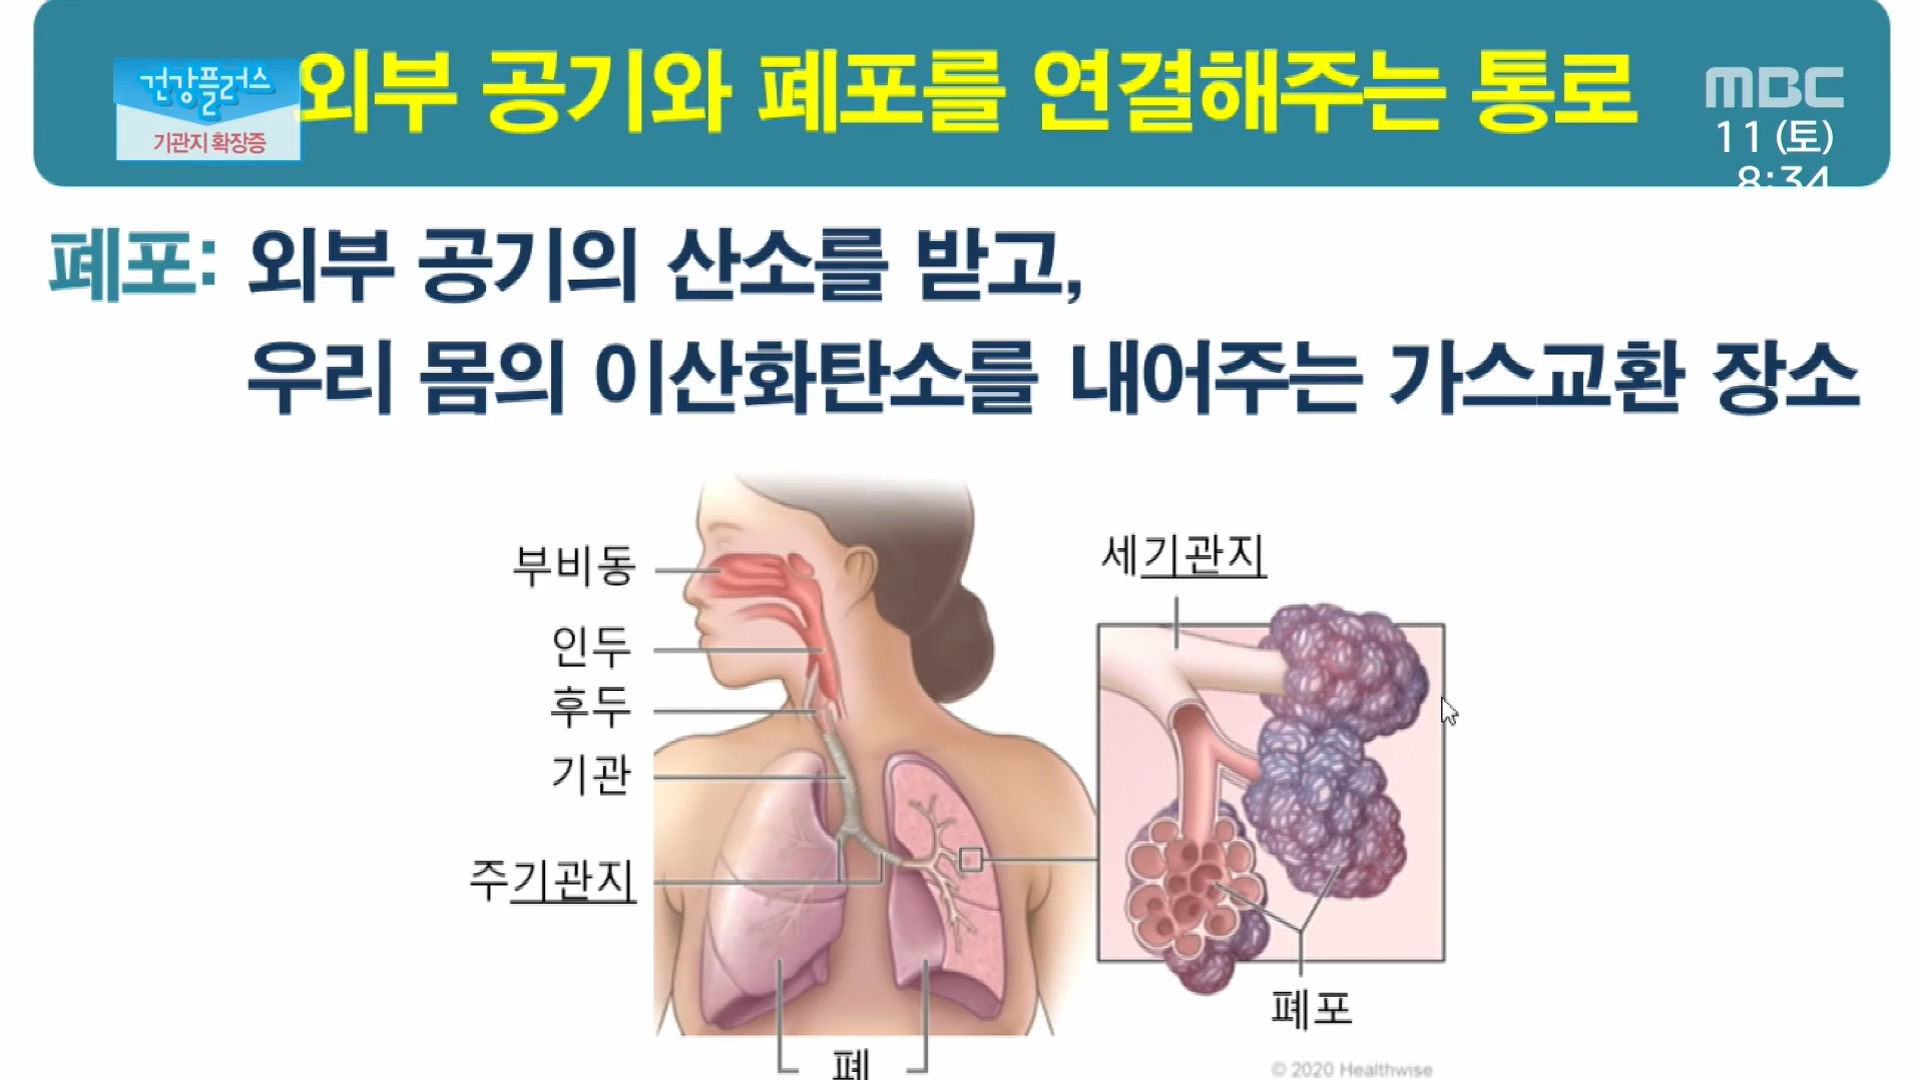 외부 공기와 폐포를 연결해주는 통로
건강플러스
기관지 확장증
MBC
11 (토)
8:34
폐포: 외부 공기의 산소를 받고,
우리 몸의 이산화탄소를 내어주는 가스교환 장소
부비동
인두
후두
기관
주기관지
폐
세기관지
폐포
© 2020 Healthwise